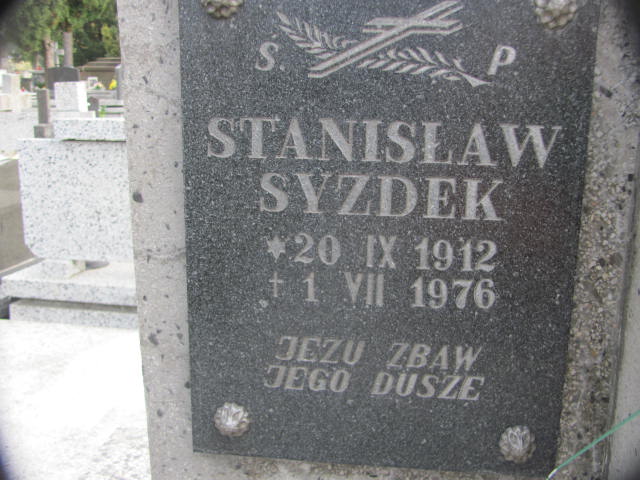 Ś. P.
STANISŁAW
SYZDEK
* 20 IX 1912
† 1 VII 1976
JEZU ZBAW
JEGO DUSZE